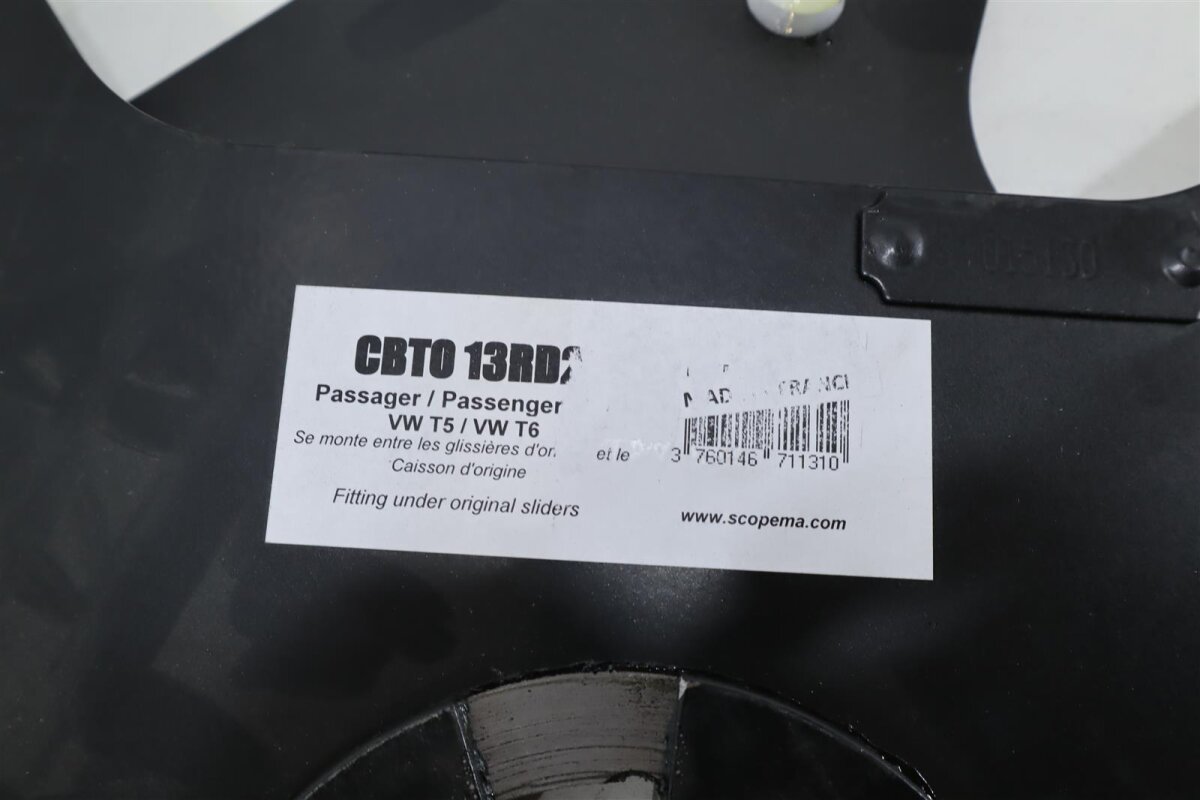 CBTO 13RD2
Passager / Passenger
VW T5 / VW T6
Se monte entre les glissières d'or et le
Caisson d'origine
Fitting under original sliders
3 760146 711310
www.scopema.com